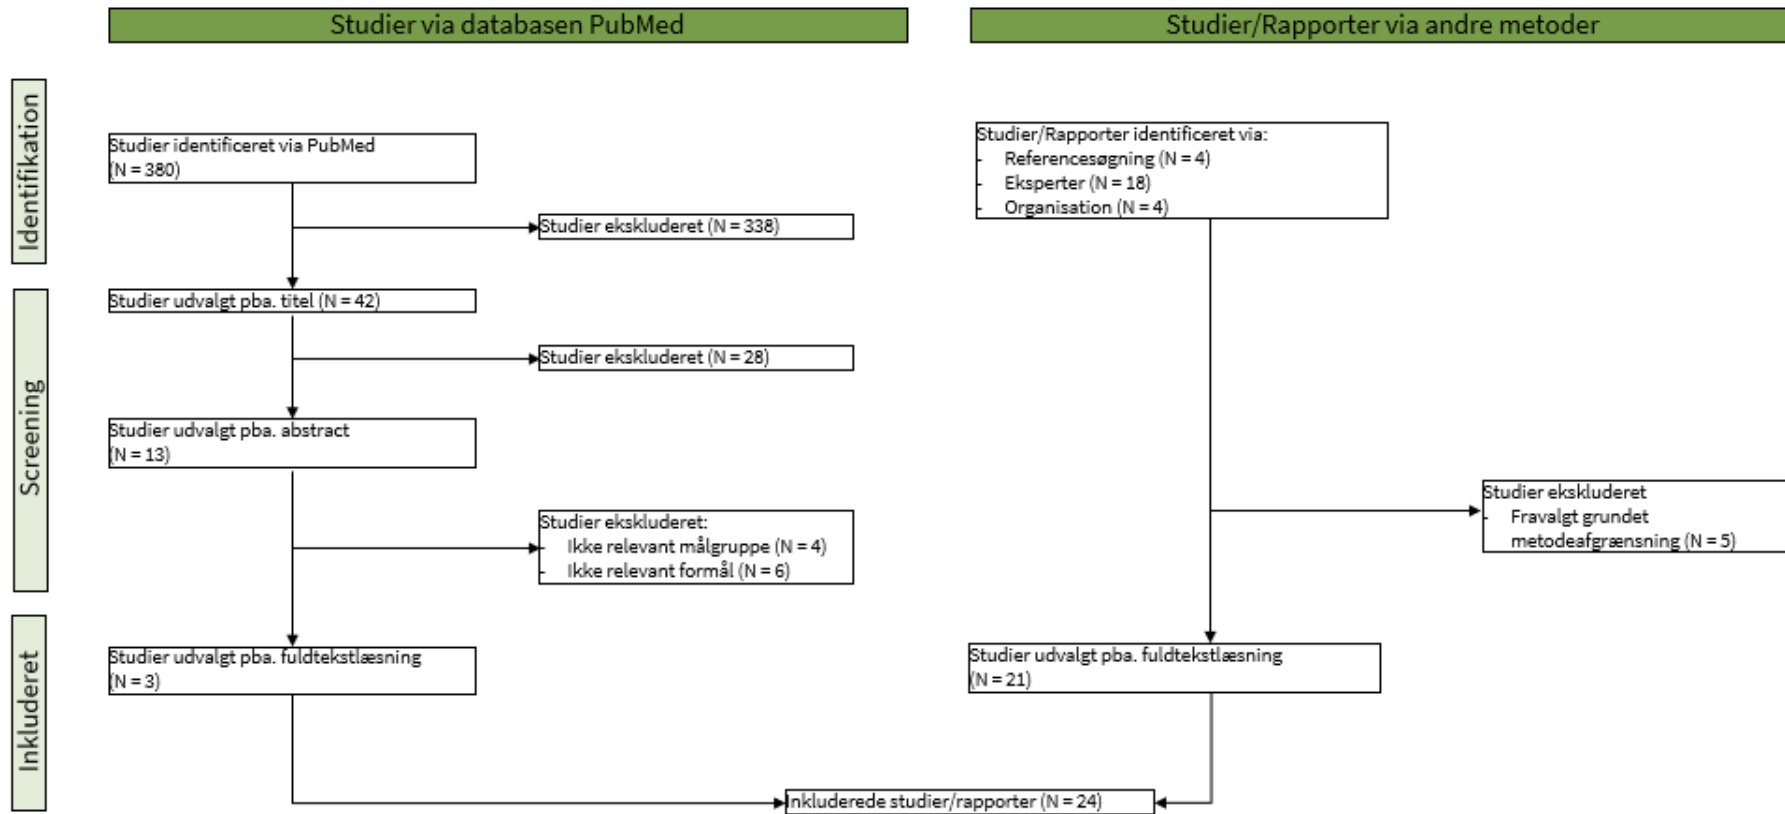 Studier via databasen PubMed
Studier/Rapporter via andre metoder
Identifikation
Studier identificeret via PubMed
(N = 380)
Studier/Rapporter identificeret via:
- Referencesøgning (N = 4)
- Eksperter (N = 18)
- Organisation (N = 4)
Studier ekskluderet (N = 338)
Screening
Studier udvalgt pba. titel (N = 42)
Studier ekskluderet (N = 28)
Studier udvalgt pba. abstract
(N = 13)
Studier ekskluderet:
- Ikke relevant målgruppe (N = 4)
- Ikke relevant formål (N = 6)
Studier ekskluderet
- Fravalgt grundet
metodeafgrænsning (N = 5)
Inkluderet
Studier udvalgt pba. fuldtekstlæsning
(N = 3)
Studier udvalgt pba. fuldtekstlæsning
(N = 21)
Inkluderede studier/rapporter (N = 24)